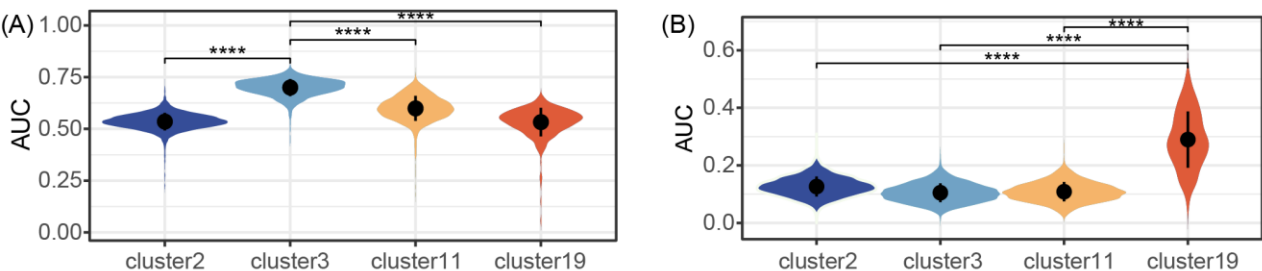 (A)
AUC
1.00
0.75
0.50
0.25
0.00
****
****
****
cluster2 cluster3 cluster11 cluster19
(B)
AUC
0.6
0.4
0.2
0.0
****
****
****
cluster2 cluster3 cluster11 cluster19